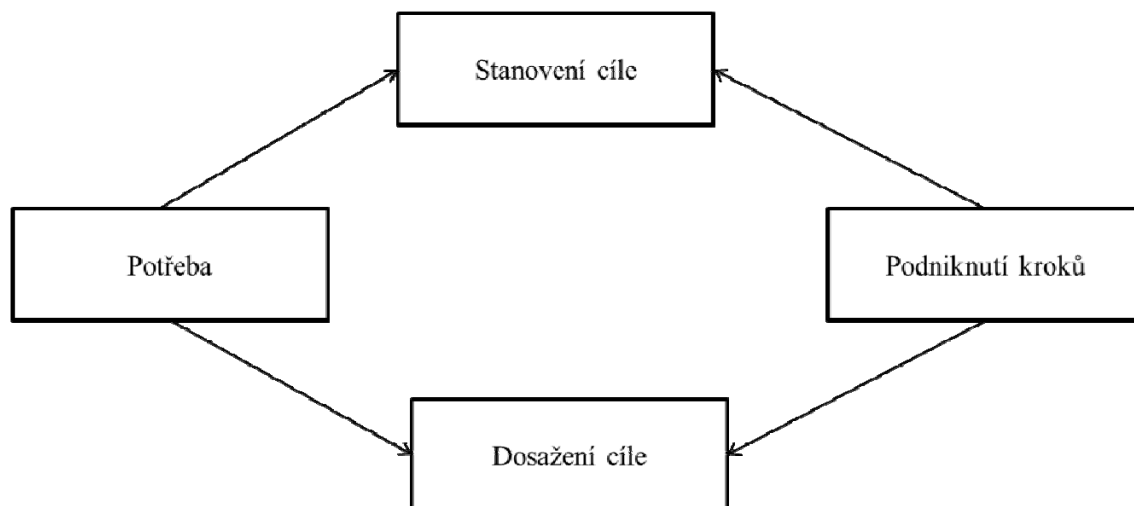 Stanovení cíle
Potřeba
Podniknutí kroků
Dosažení cíle